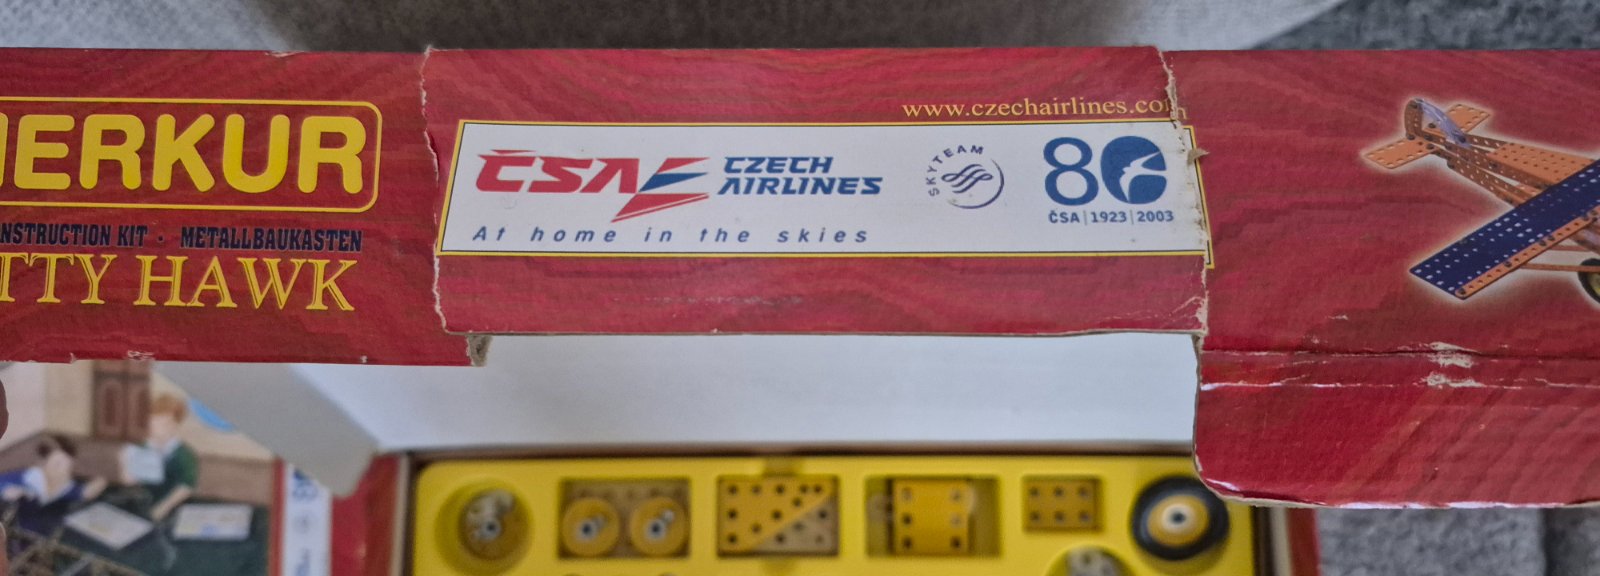 MERKUR
NSTRUCTION KIT · METALLBAUKASTEN
TTY HAWK
www.czechairlines.com
ČSA CZECH
AIRLINES
At home in the skies
SKYTEAM
80
ČSA | 1923 | 2003